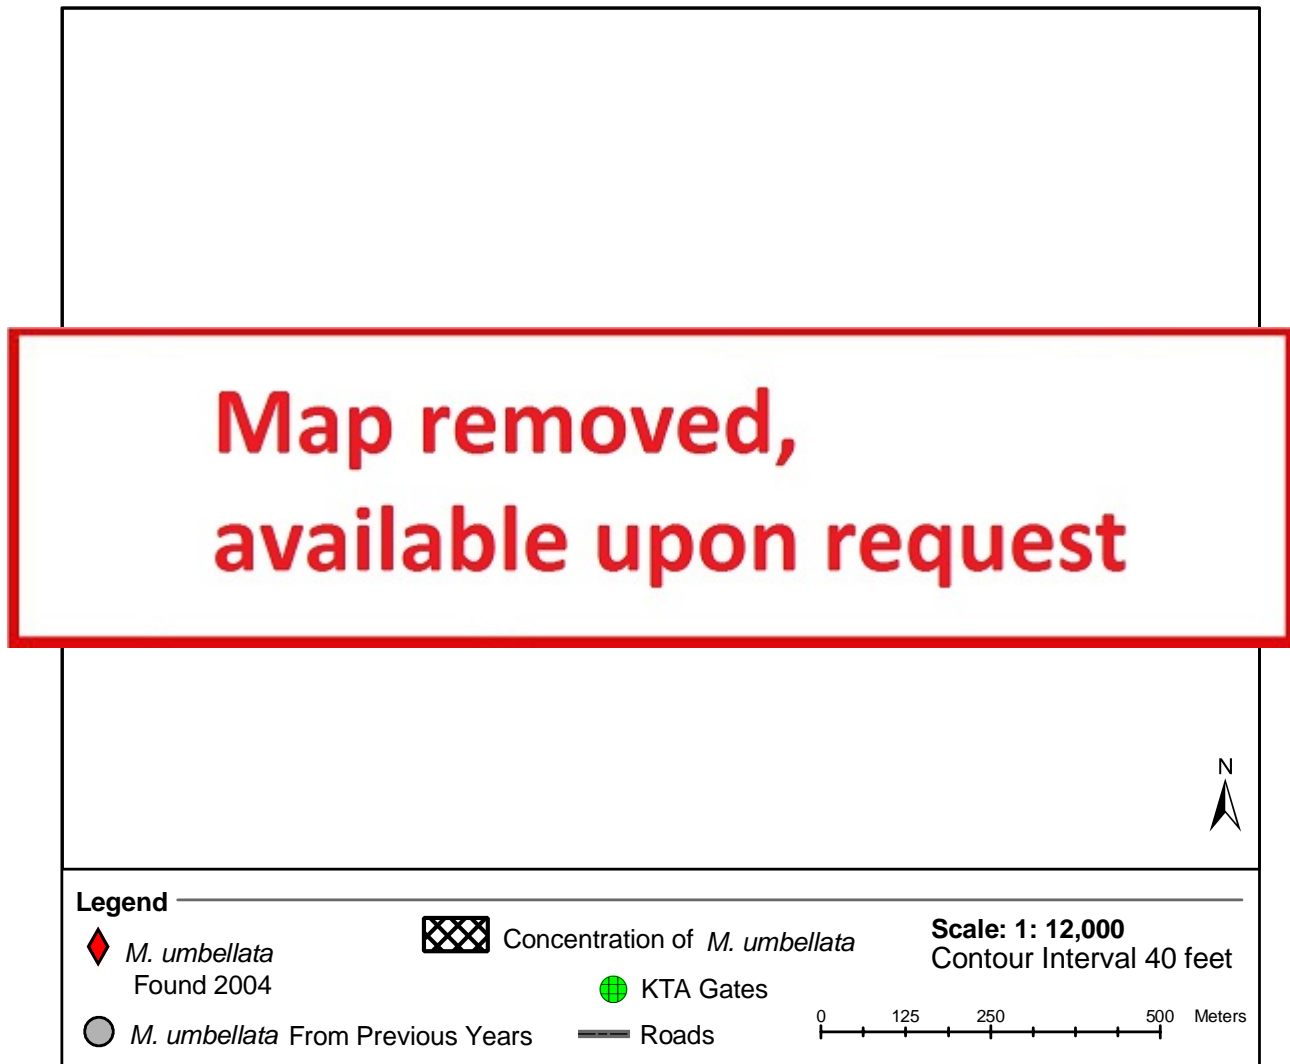 Map removed,
available upon request
N
Legend
M. umbellata
Found 2004
M. umbellata From Previous Years
Concentration of M. umbellata
KTA Gates
Roads
Scale: 1: 12,000
Contour Interval 40 feet
0 125 250 500 Meters